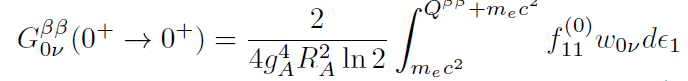 $G_{0\nu}^{\beta\beta}(0^+ \to 0^+) = \frac{2}{4g_A^4 R_A^2 \ln 2} \int_{m_e c^2}^{Q^{\beta\beta}+m_e c^2} f_{11}^{(0)} w_{0\nu} d\epsilon_1$